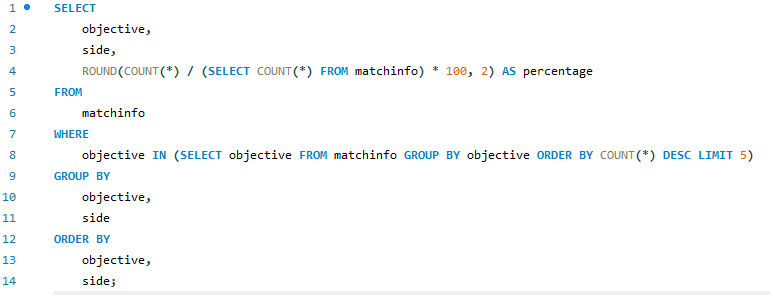 1 SELECT
2 objective,
3 side,
4 ROUND(COUNT(*) / (SELECT COUNT(*) FROM matchinfo) * 100, 2) AS percentage
5 FROM
6 matchinfo
7 WHERE
8 objective IN (SELECT objective FROM matchinfo GROUP BY objective ORDER BY COUNT(*) DESC LIMIT 5)
9 GROUP BY
10 objective,
11 side
12 ORDER BY
13 objective,
14 side;